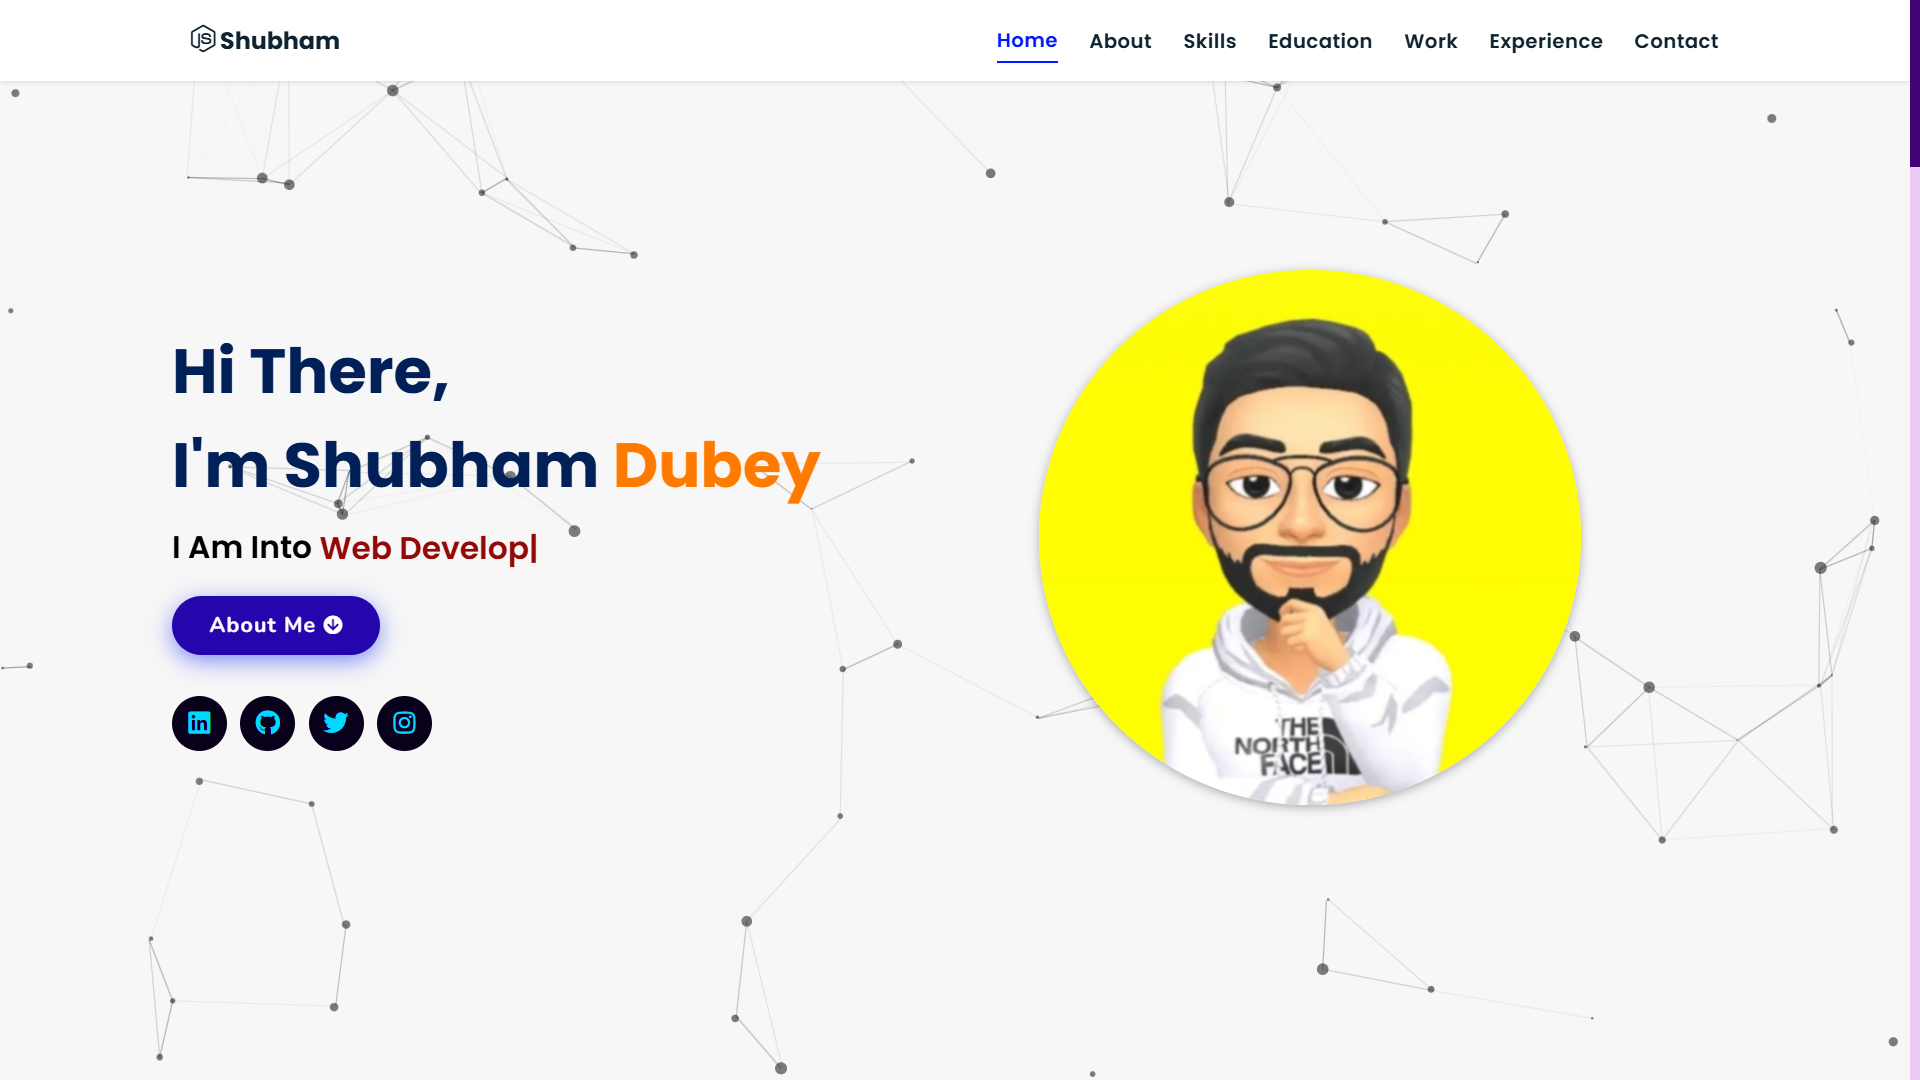 Shubham
Home About Skills Education Work Experience Contact
Hi There,
I'm Shubham Dubey
I Am Into Web Develop|
About Me
THE
NORTH
FACE